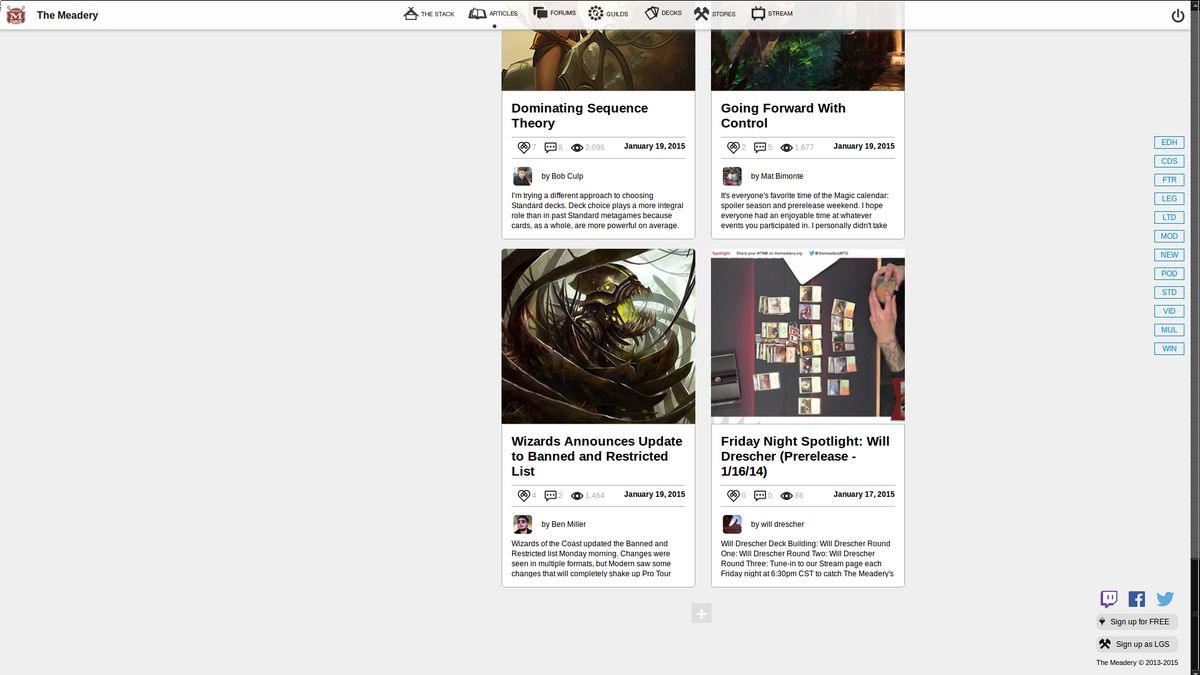 The Meadery
THE STACK
ARTICLES
FORUMS
GUILDS
DECKS
STORES
STREAM
Dominating Sequence
Theory
7
8
2,096
January 19, 2015
by Bob Culp
I'm trying a different approach to choosing
Standard decks. Deck choice plays a more integral
role than in past Standard metagames because
cards, as a whole, are more powerful on average.
Going Forward With
Control
2
5
1,677
January 19, 2015
by Mat Bimonte
It's everyone's favorite time of the Magic calendar:
spoiler season and prerelease weekend. I hope
everyone had an enjoyable time at whatever
events you participated in. I personally didn't take
Wizards Announces Update
to Banned and Restricted
List
4
2
1,464
January 19, 2015
by Ben Miller
Wizards of the Coast updated the Banned and
Restricted list Monday morning. Changes were
seen in multiple formats, but Modern saw some
changes that will completely shake up Pro Tour
Spotlight
Share your #FNM on themeadery.org
@themeaderyMTG
Friday Night Spotlight: Will
Drescher (Prerelease -
1/16/14)
0
0
86
January 17, 2015
by will drescher
Will Drescher Deck Building: Will Drescher Round
One: Will Drescher Round Two: Will Drescher
Round Three: Tune-in to our Stream page each
Friday night at 6:30pm CST to catch The Meadery's
EDH
CDS
FTR
LEG
LTD
MOD
NEW
POD
STD
VID
MUL
WIN
Sign up for FREE
Sign up as LGS
The Meadery © 2013-2015